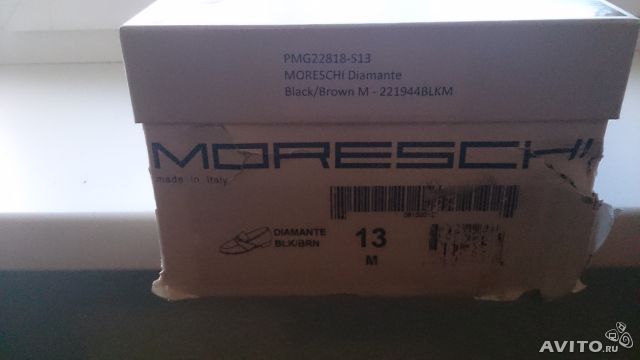 PMG22818-S13
MORESCHI Diamante
Black/Brown M - 221944BLKM
MORESCHI
made in Italy
DIAMANTE
BLK/BRN
13
M
AVITO.RU